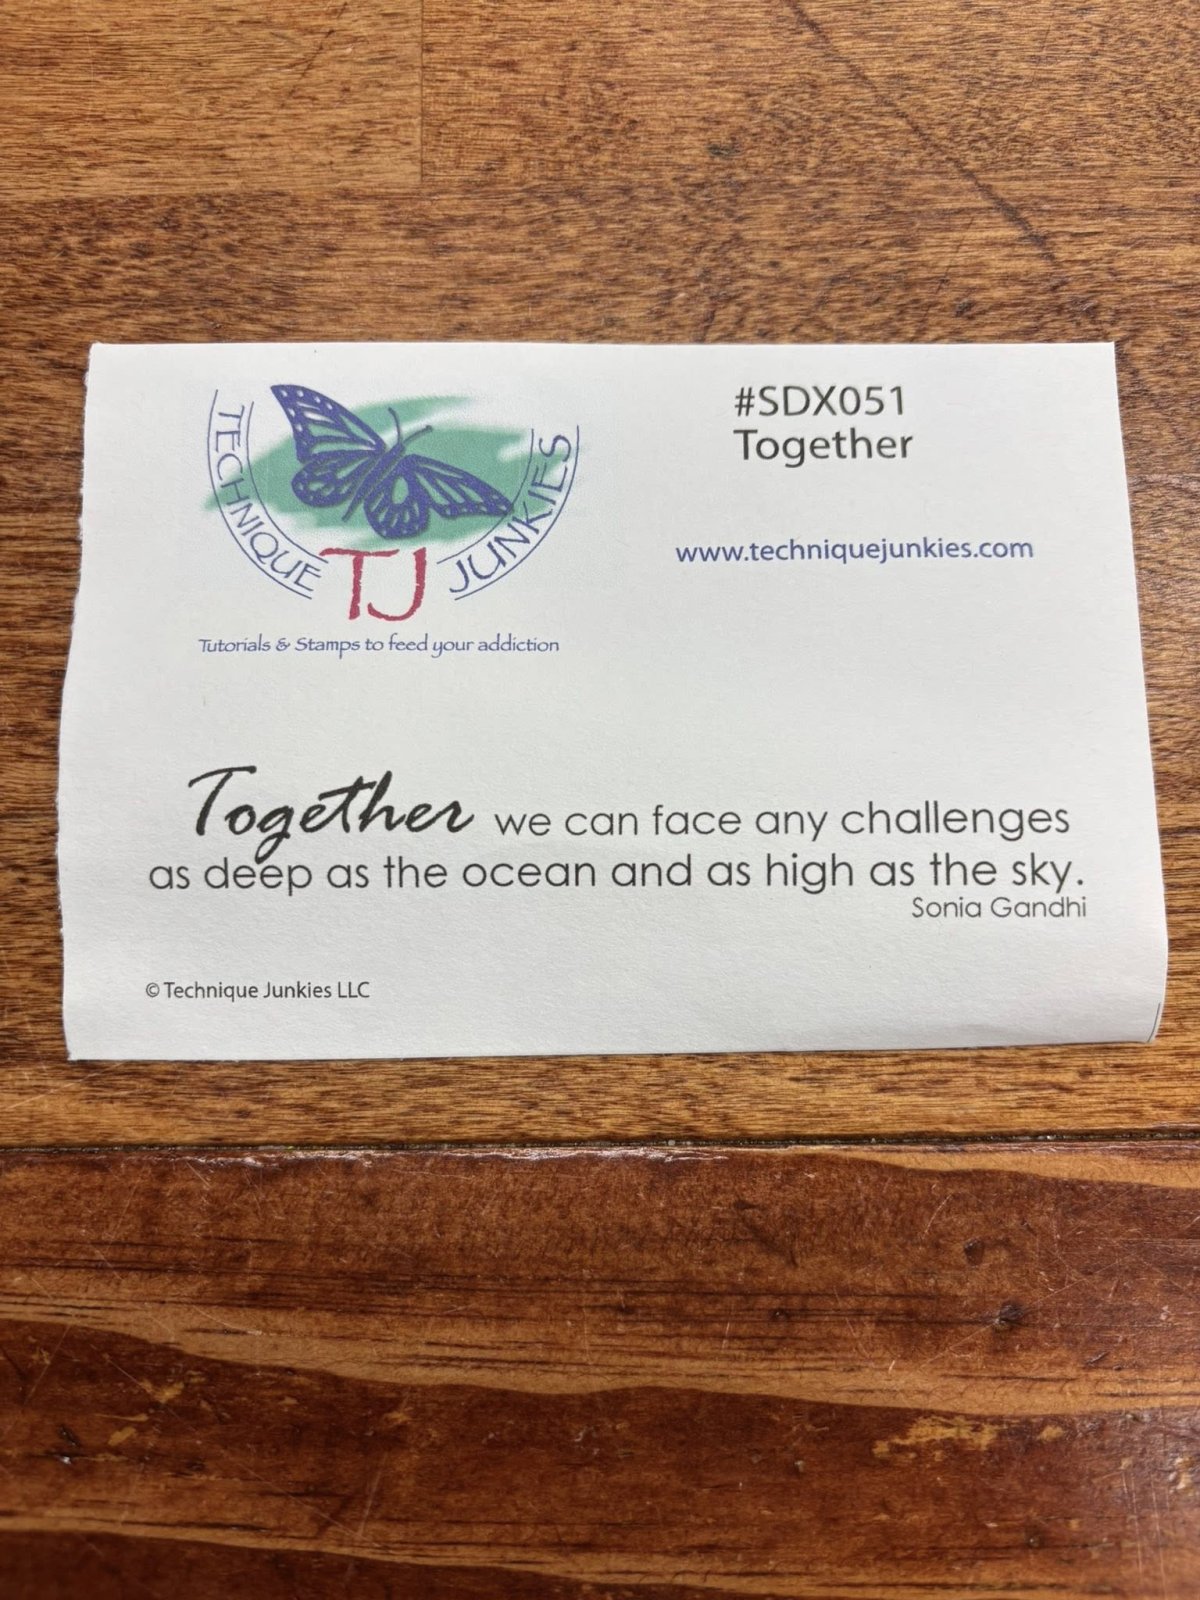 TECHNIQUE TJ JUNKIES
Tutorials & Stamps to feed your addiction
#SDX051
Together
www.techniquejunkies.com
Together we can face any challenges
as deep as the ocean and as high as the sky.
Sonia Gandhi
© Technique Junkies LLC